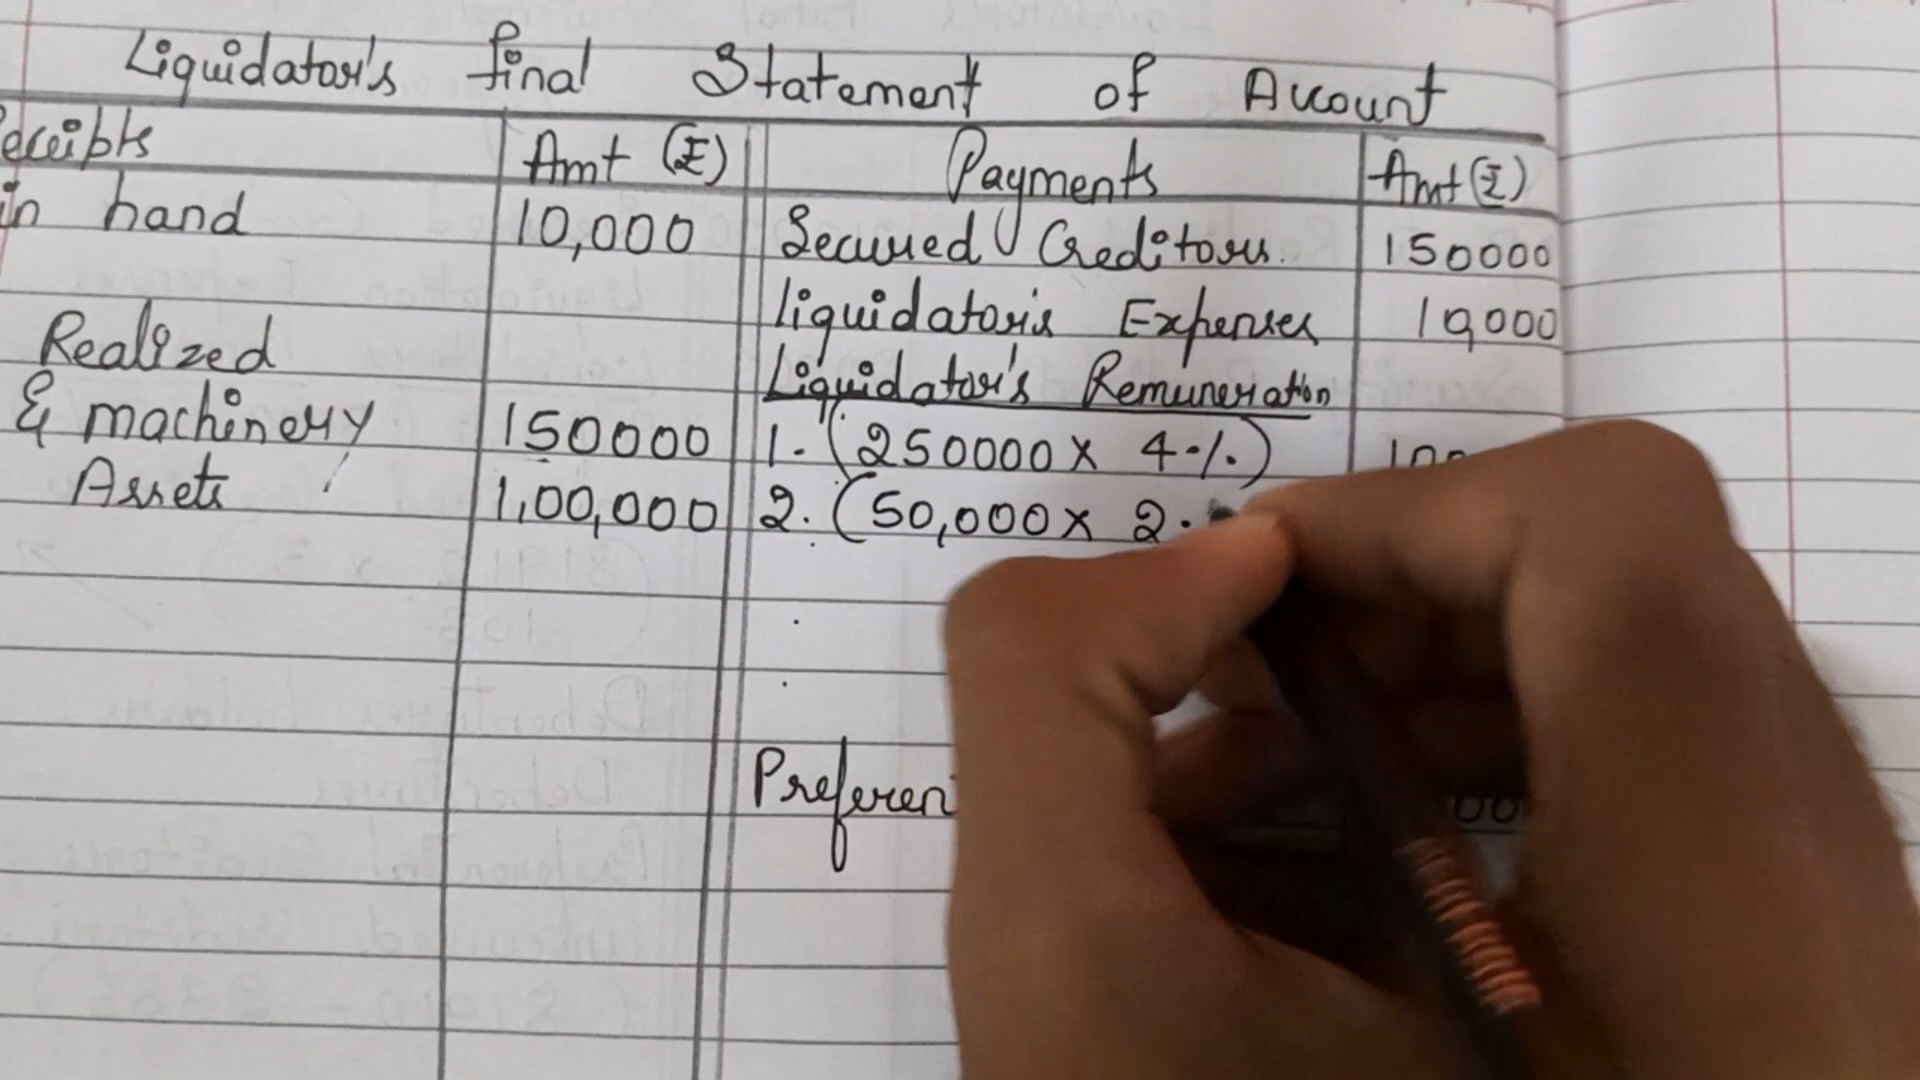 Liquidator's final Statement of Account
eceipts Amt (₹) Payments Amt (₹)
in hand 10,000 Secured Creditors. 150000
liquidator's Expenses 19000
Realized Liquidator's Remuneration
& machinery 150000 1. (250000 × 4%)
Assets 1,00,000 2. (50,000 × 2
Preferen